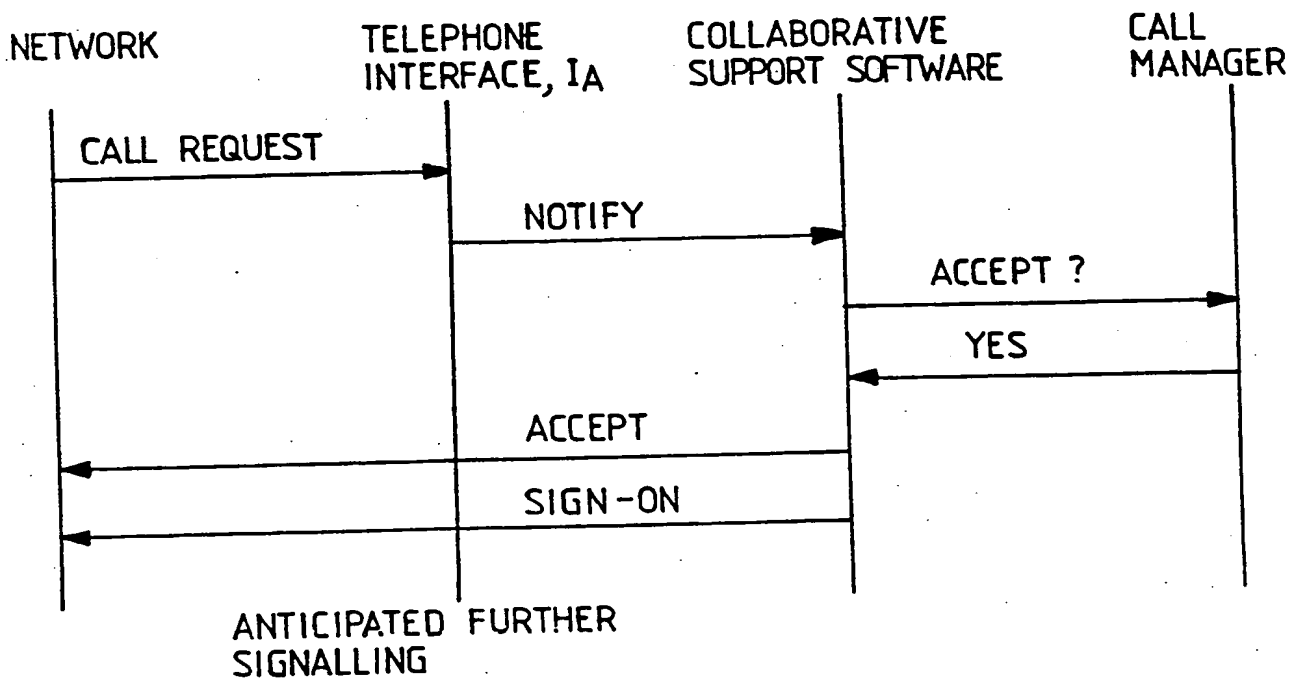 NETWORK
TELEPHONE
INTERFACE, IA
COLLABORATIVE
SUPPORT SOFTWARE
CALL
MANAGER
CALL REQUEST
NOTIFY
ACCEPT ?
YES
ACCEPT
SIGN-ON
ANTICIPATED FURTHER
SIGNALLING